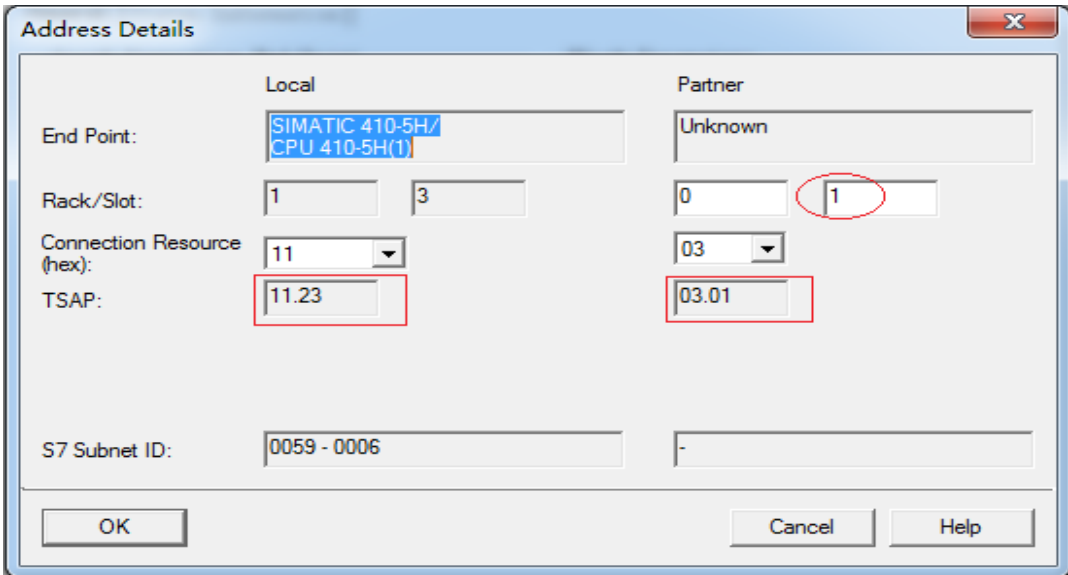 Address Details
Local
Partner
End Point:
SIMATIC 410-5H/
CPU 410-5H(1)
Unknown
Rack/Slot:
1
3
0
1
Connection Resource
(hex):
11
03
TSAP:
11.23
03.01
S7 Subnet ID:
0059 - 0006
-
OK
Cancel
Help